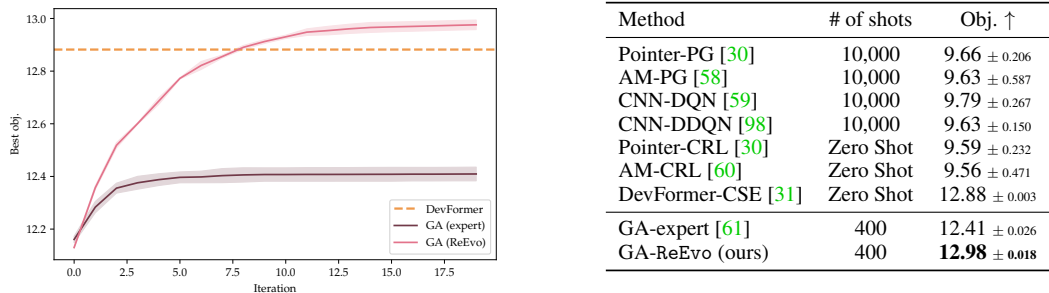 13.0
12.8
12.6
12.4
12.2
Best obj.
DevFormer
GA (expert)
GA (ReEvo)
0.0 2.5 5.0 7.5 10.0 12.5 15.0 17.5
Iteration
Method # of shots Obj. ↑
Pointer-PG [30] 10,000 9.66 ± 0.206
AM-PG [58] 10,000 9.63 ± 0.587
CNN-DQN [59] 10,000 9.79 ± 0.267
CNN-DDQN [98] 10,000 9.63 ± 0.150
Pointer-CRL [30] Zero Shot 9.59 ± 0.232
AM-CRL [60] Zero Shot 9.56 ± 0.471
DevFormer-CSE [31] Zero Shot 12.88 ± 0.003
GA-expert [61] 400 12.41 ± 0.026
GA-ReEvo (ours) 400 12.98 ± 0.018